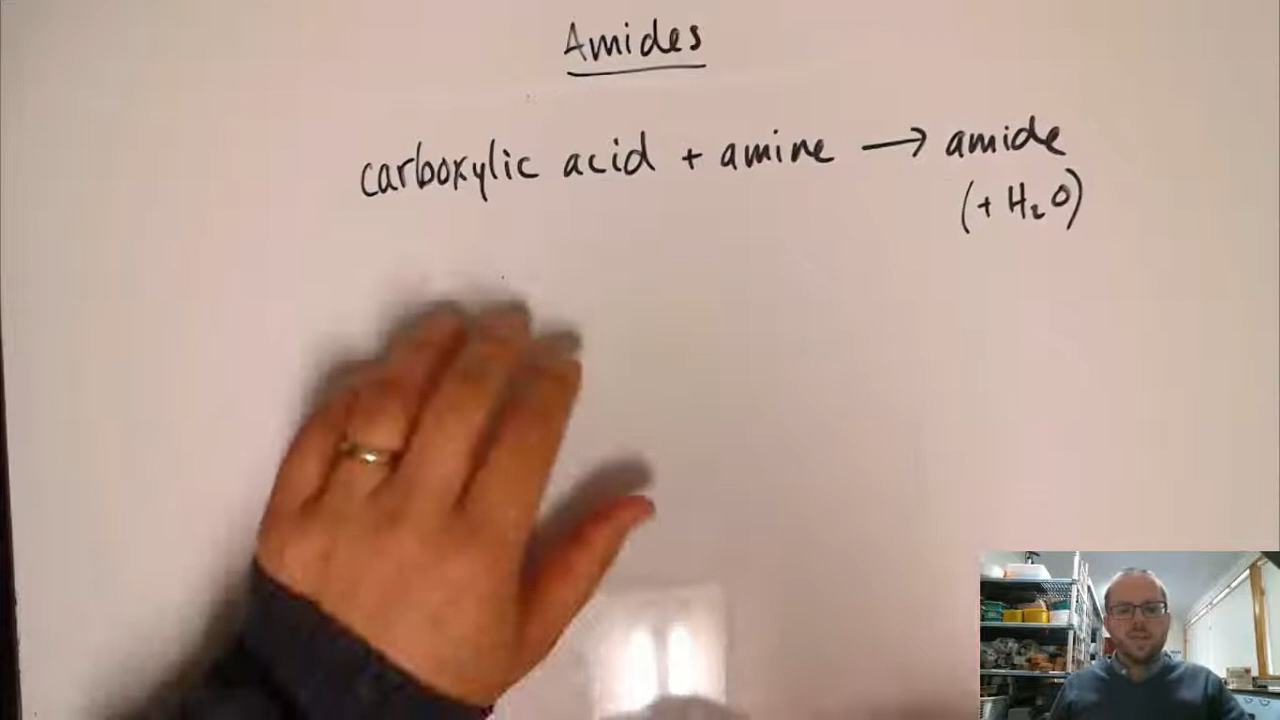 Amides
carboxylic acid + amine → amide
(+ H₂O)